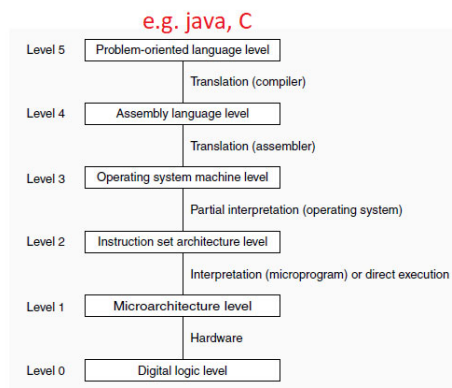 e.g. java, C
Level 5 Problem-oriented language level
Translation (compiler)
Level 4 Assembly language level
Translation (assembler)
Level 3 Operating system machine level
Partial interpretation (operating system)
Level 2 Instruction set architecture level
Interpretation (microprogram) or direct execution
Level 1 Microarchitecture level
Hardware
Level 0 Digital logic level